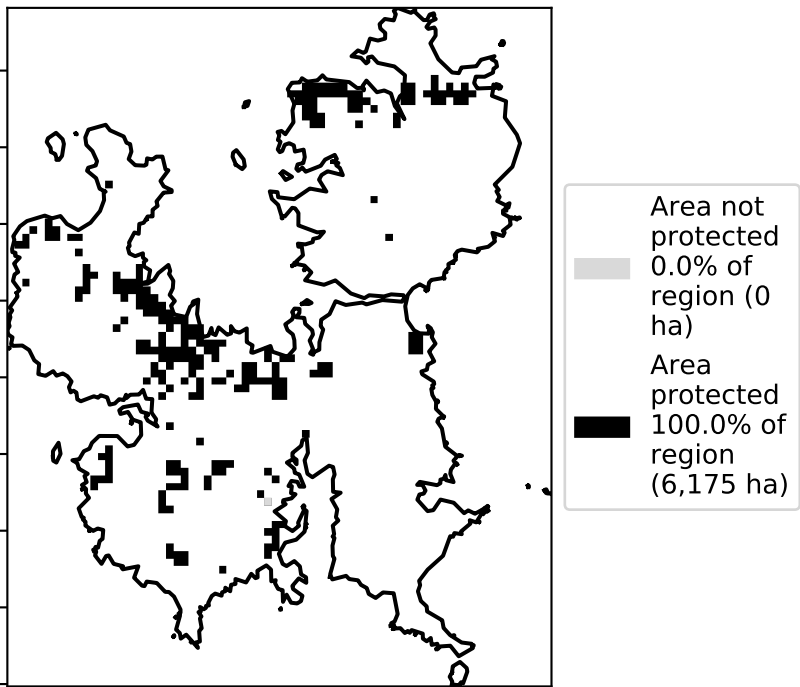 Area not
protected
0.0% of
region (0
ha)
Area
protected
100.0% of
region
(6,175 ha)